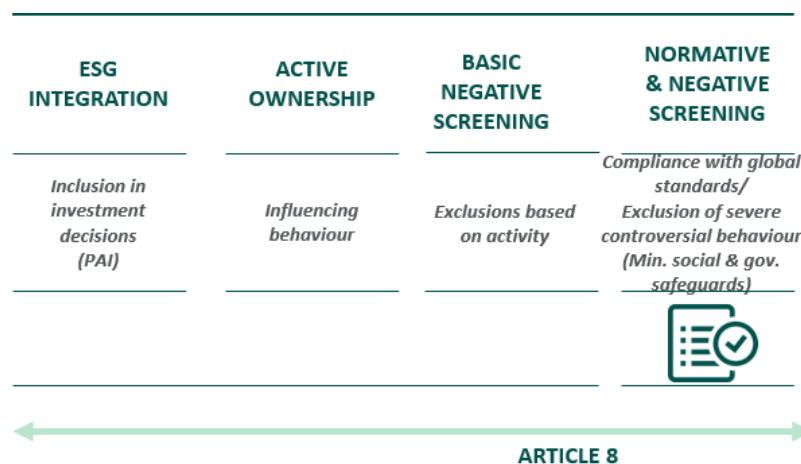 ESG
INTEGRATION
ACTIVE
OWNERSHIP
BASIC
NEGATIVE
SCREENING
NORMATIVE
& NEGATIVE
SCREENING
Inclusion in
investment
decisions
(PAI)
Influencing
behaviour
Exclusions based
on activity
Compliance with global
standards/
Exclusion of severe
controversial behaviour
(Min. social & gov.
safeguards)
ARTICLE 8